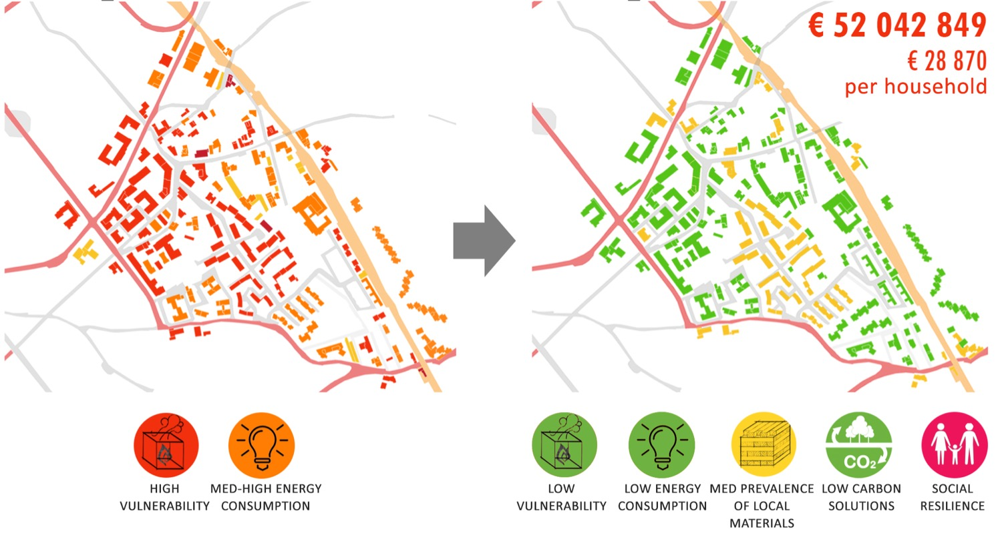 € 52 042 849
€ 28 870
per household
HIGH
VULNERABILITY
MED-HIGH ENERGY
CONSUMPTION
LOW
VULNERABILITY
LOW ENERGY
CONSUMPTION
MED PREVALENCE
OF LOCAL
MATERIALS
CO₂
LOW CARBON
SOLUTIONS
SOCIAL
RESILIENCE